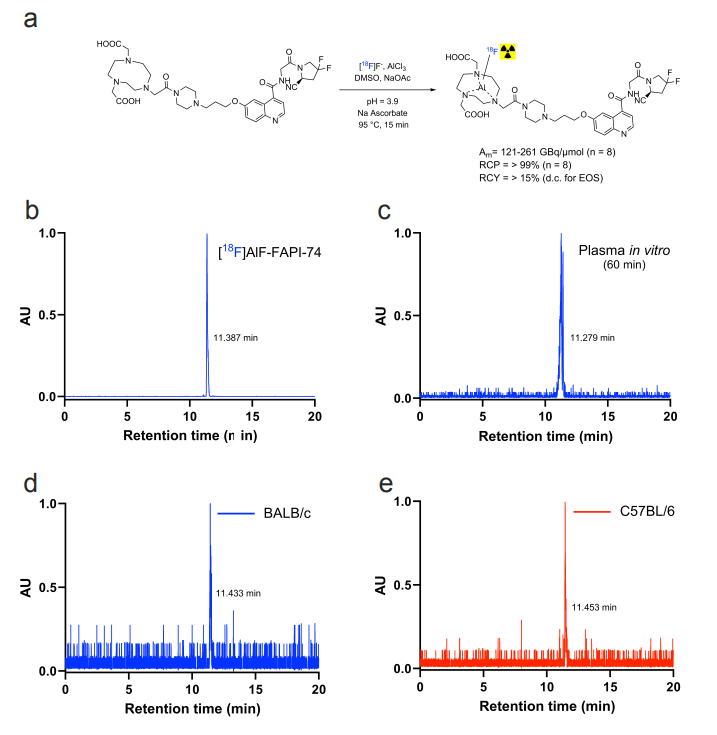 a
HOOC
N
N
N
COOH
O
N
N
O
N
O
NH
O
N
NC
F
F
[¹⁸F]F⁻, AlCl₃
DMSO, NaOAc
pH = 3.9
Na Ascorbate
95 °C, 15 min
¹⁸F
HOOC
N
N
N
Al
COOH
O
N
N
O
N
O
NH
O
N
NC
F
F
Aₘ= 121-261 GBq/µmol (n = 8)
RCP = > 99% (n = 8)
RCY = > 15% (d.c. for EOS)
b
[¹⁸F]AlF-FAPI-74
1.0
0.5
0.0
AU
11.387 min
0 5 10 15 20
Retention time (n in)
c
Plasma in vitro
(60 min)
1.0
0.5
0.0
AU
11.279 min
0 5 10 15 20
Retention time (min)
d
BALB/c
1.0
0.5
0.0
AU
11.433 min
0 5 10 15 20
Retention time (min)
e
C57BL/6
1.0
0.5
0.0
AU
11.453 min
0 5 10 15 20
Retention time (min)